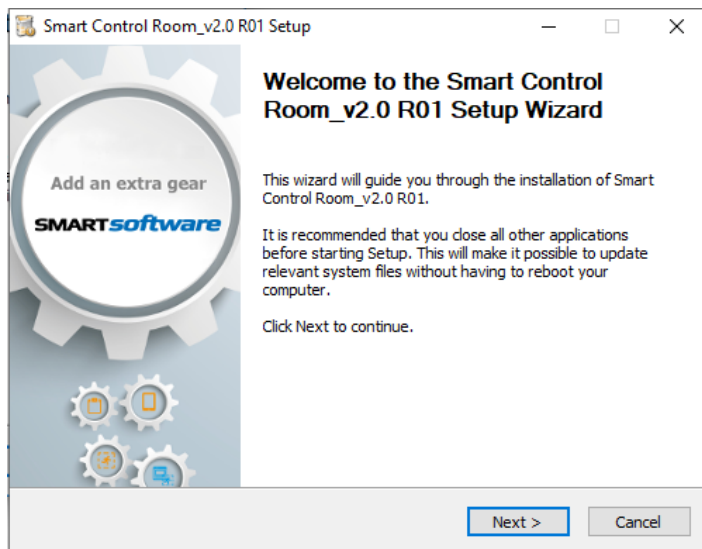 Smart Control Room_v2.0 R01 Setup
Welcome to the Smart Control
Room_v2.0 R01 Setup Wizard
Add an extra gear
SMARTsoftware
This wizard will guide you through the installation of Smart
Control Room_v2.0 R01.
It is recommended that you close all other applications
before starting Setup. This will make it possible to update
relevant system files without having to reboot your
computer.
Click Next to continue.
Next >
Cancel